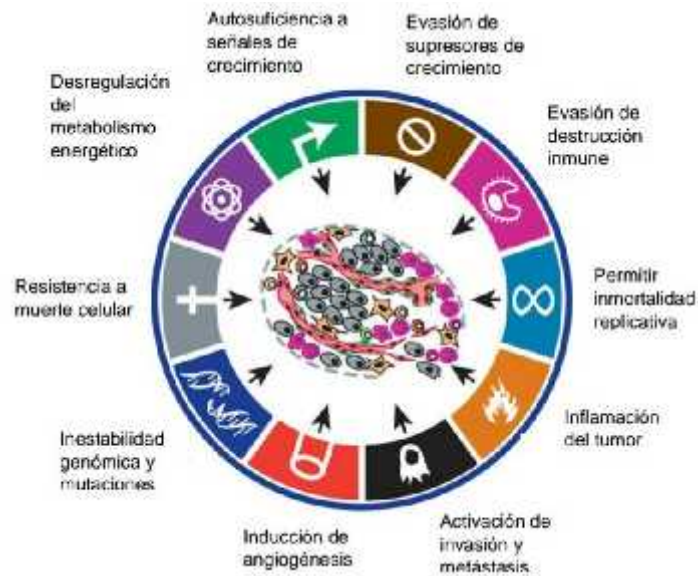 Autosuficiencia a
señales de
crecimiento
Evasión de
supresores de
crecimiento
Desregulación
del
metabolismo
energético
Evasión de
destrucción
inmune
Resistencia a
muerte celular
Permitir
inmortalidad
replicativa
Inestabilidad
genómica y
mutaciones
Inflamación
del tumor
Inducción de
angiogénesis
Activación de
invasión y
metástasis